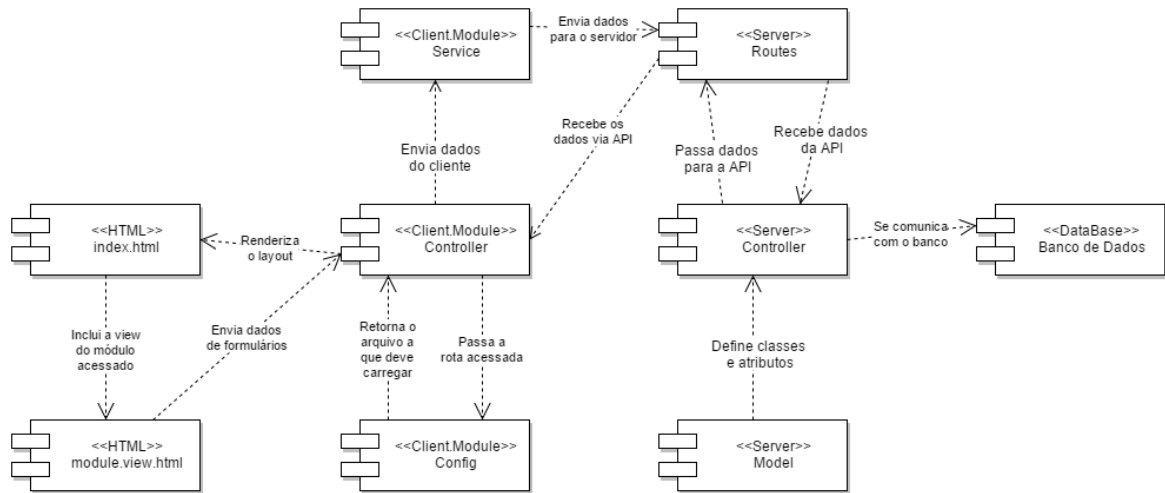 <<Client.Module>>
Service
Envia dados
para o servidor
<<Server>>
Routes
Envia dados
do cliente
Recebe os
dados via API
Passa dados
para a API
Recebe dados
da API
<<HTML>>
index.html
Renderiza
o layout
<<Client.Module>>
Controller
<<Server>>
Controller
Se comunica
com o banco
<<DataBase>>
Banco de Dados
Inclui a view
do módulo
acessado
Envia dados
de formulários
Retorna o
arquivo a
que deve
carregar
Passa a
rota acessada
Define classes
e atributos
<<HTML>>
module.view.html
<<Client.Module>>
Config
<<Server>>
Model